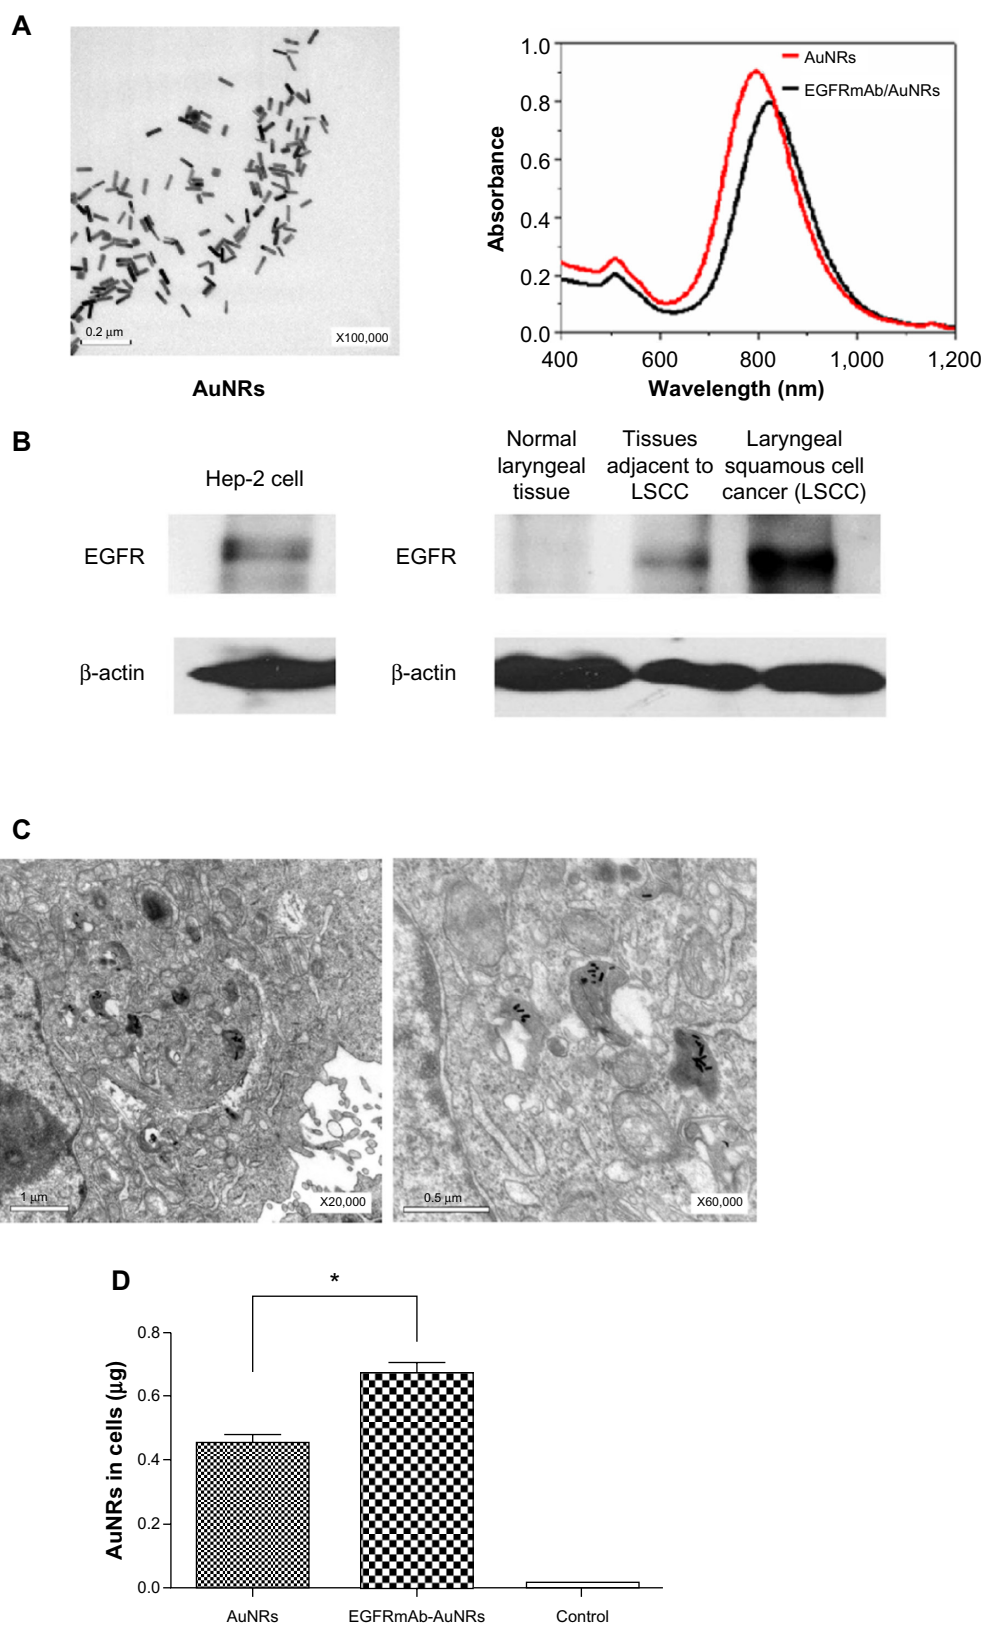 A
0.2 µm
X100,000
AuNRs
1.0
0.8
0.6
0.4
0.2
0.0
Absorbance
AuNRs
EGFRmAb/AuNRs
400
600
800
1,000
1,200
Wavelength (nm)
B
Hep-2 cell
EGFR
β-actin
Normal
laryngeal
tissue
Tissues
adjacent to
LSCC
Laryngeal
squamous cell
cancer (LSCC)
EGFR
β-actin
C
1 µm
X20,000
0.5 µm
X60,000
D
*
0.8
0.6
0.4
0.2
0.0
AuNRs in cells (µg)
AuNRs
EGFRmAb-AuNRs
Control